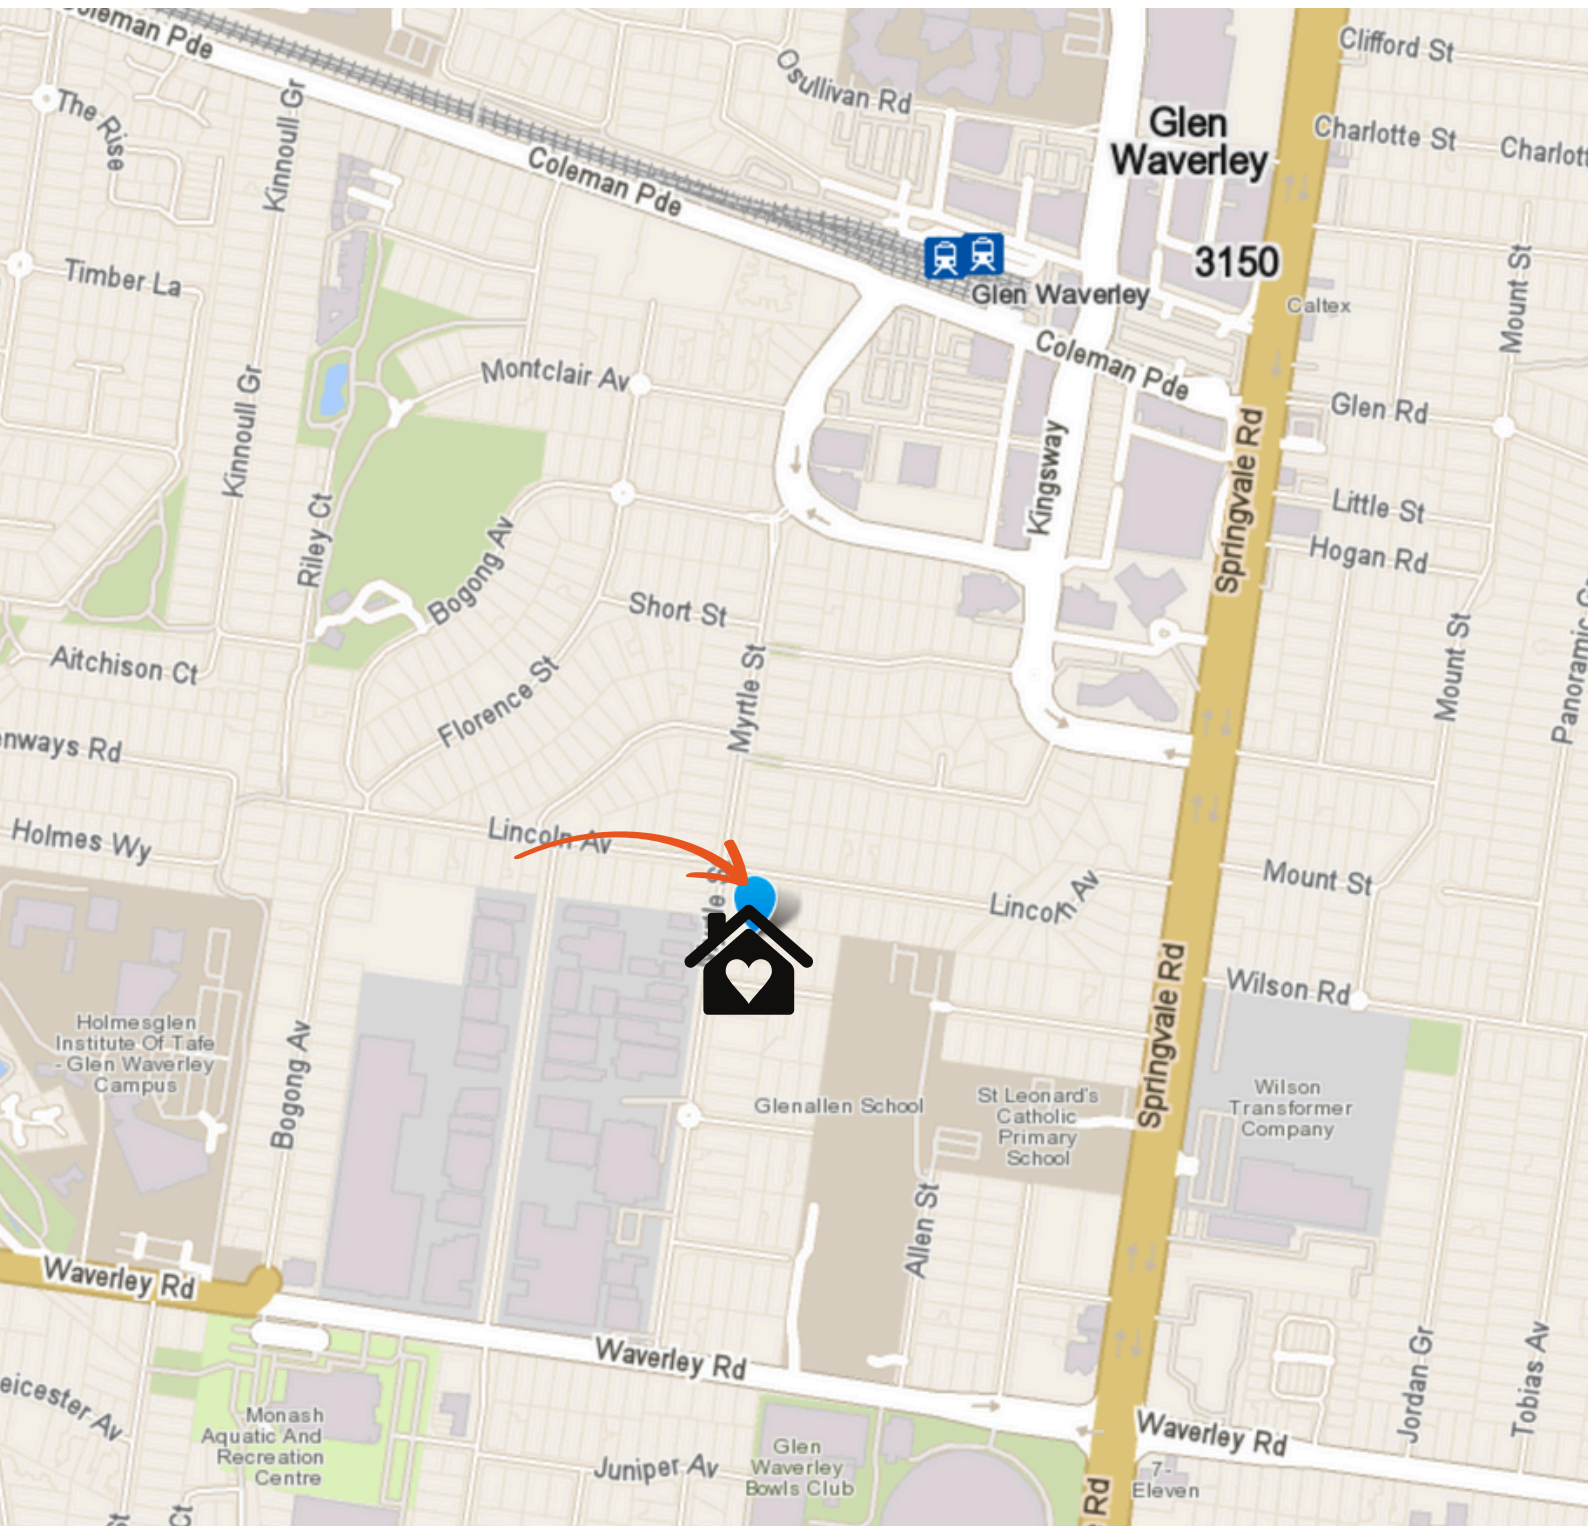 Coleman Pde
Clifford St
Osullivan Rd
The Rise
Kinnoull Gr
Glen
Waverley
Charlotte St
Coleman Pde
3150
Timber La
Glen Waverley
Caltex
Mount St
Coleman Pde
Montclair Av
Kinnoull Gr
Glen Rd
Kingsway
Springvale Rd
Little St
Riley Ct
Bogong Av
Hogan Rd
Short St
Aitchison Ct
Florence St
Myrtle St
Mount St
Holmes Wy
Lincoln Av
Mount St
Lincoln Av
Springvale Rd
Wilson Rd
Holmesglen
Institute Of Tafe
- Glen Waverley
Campus
Bogong Av
Glenallen School
St Leonard's
Catholic
Primary
School
Wilson
Transformer
Company
Allen St
Waverley Rd
Waverley Rd
Jordan Gr
Tobias Av
Monash
Aquatic And
Recreation
Centre
Juniper Av
Glen
Waverley
Bowls Club
Waverley Rd
7-
Eleven
Rd
Ct